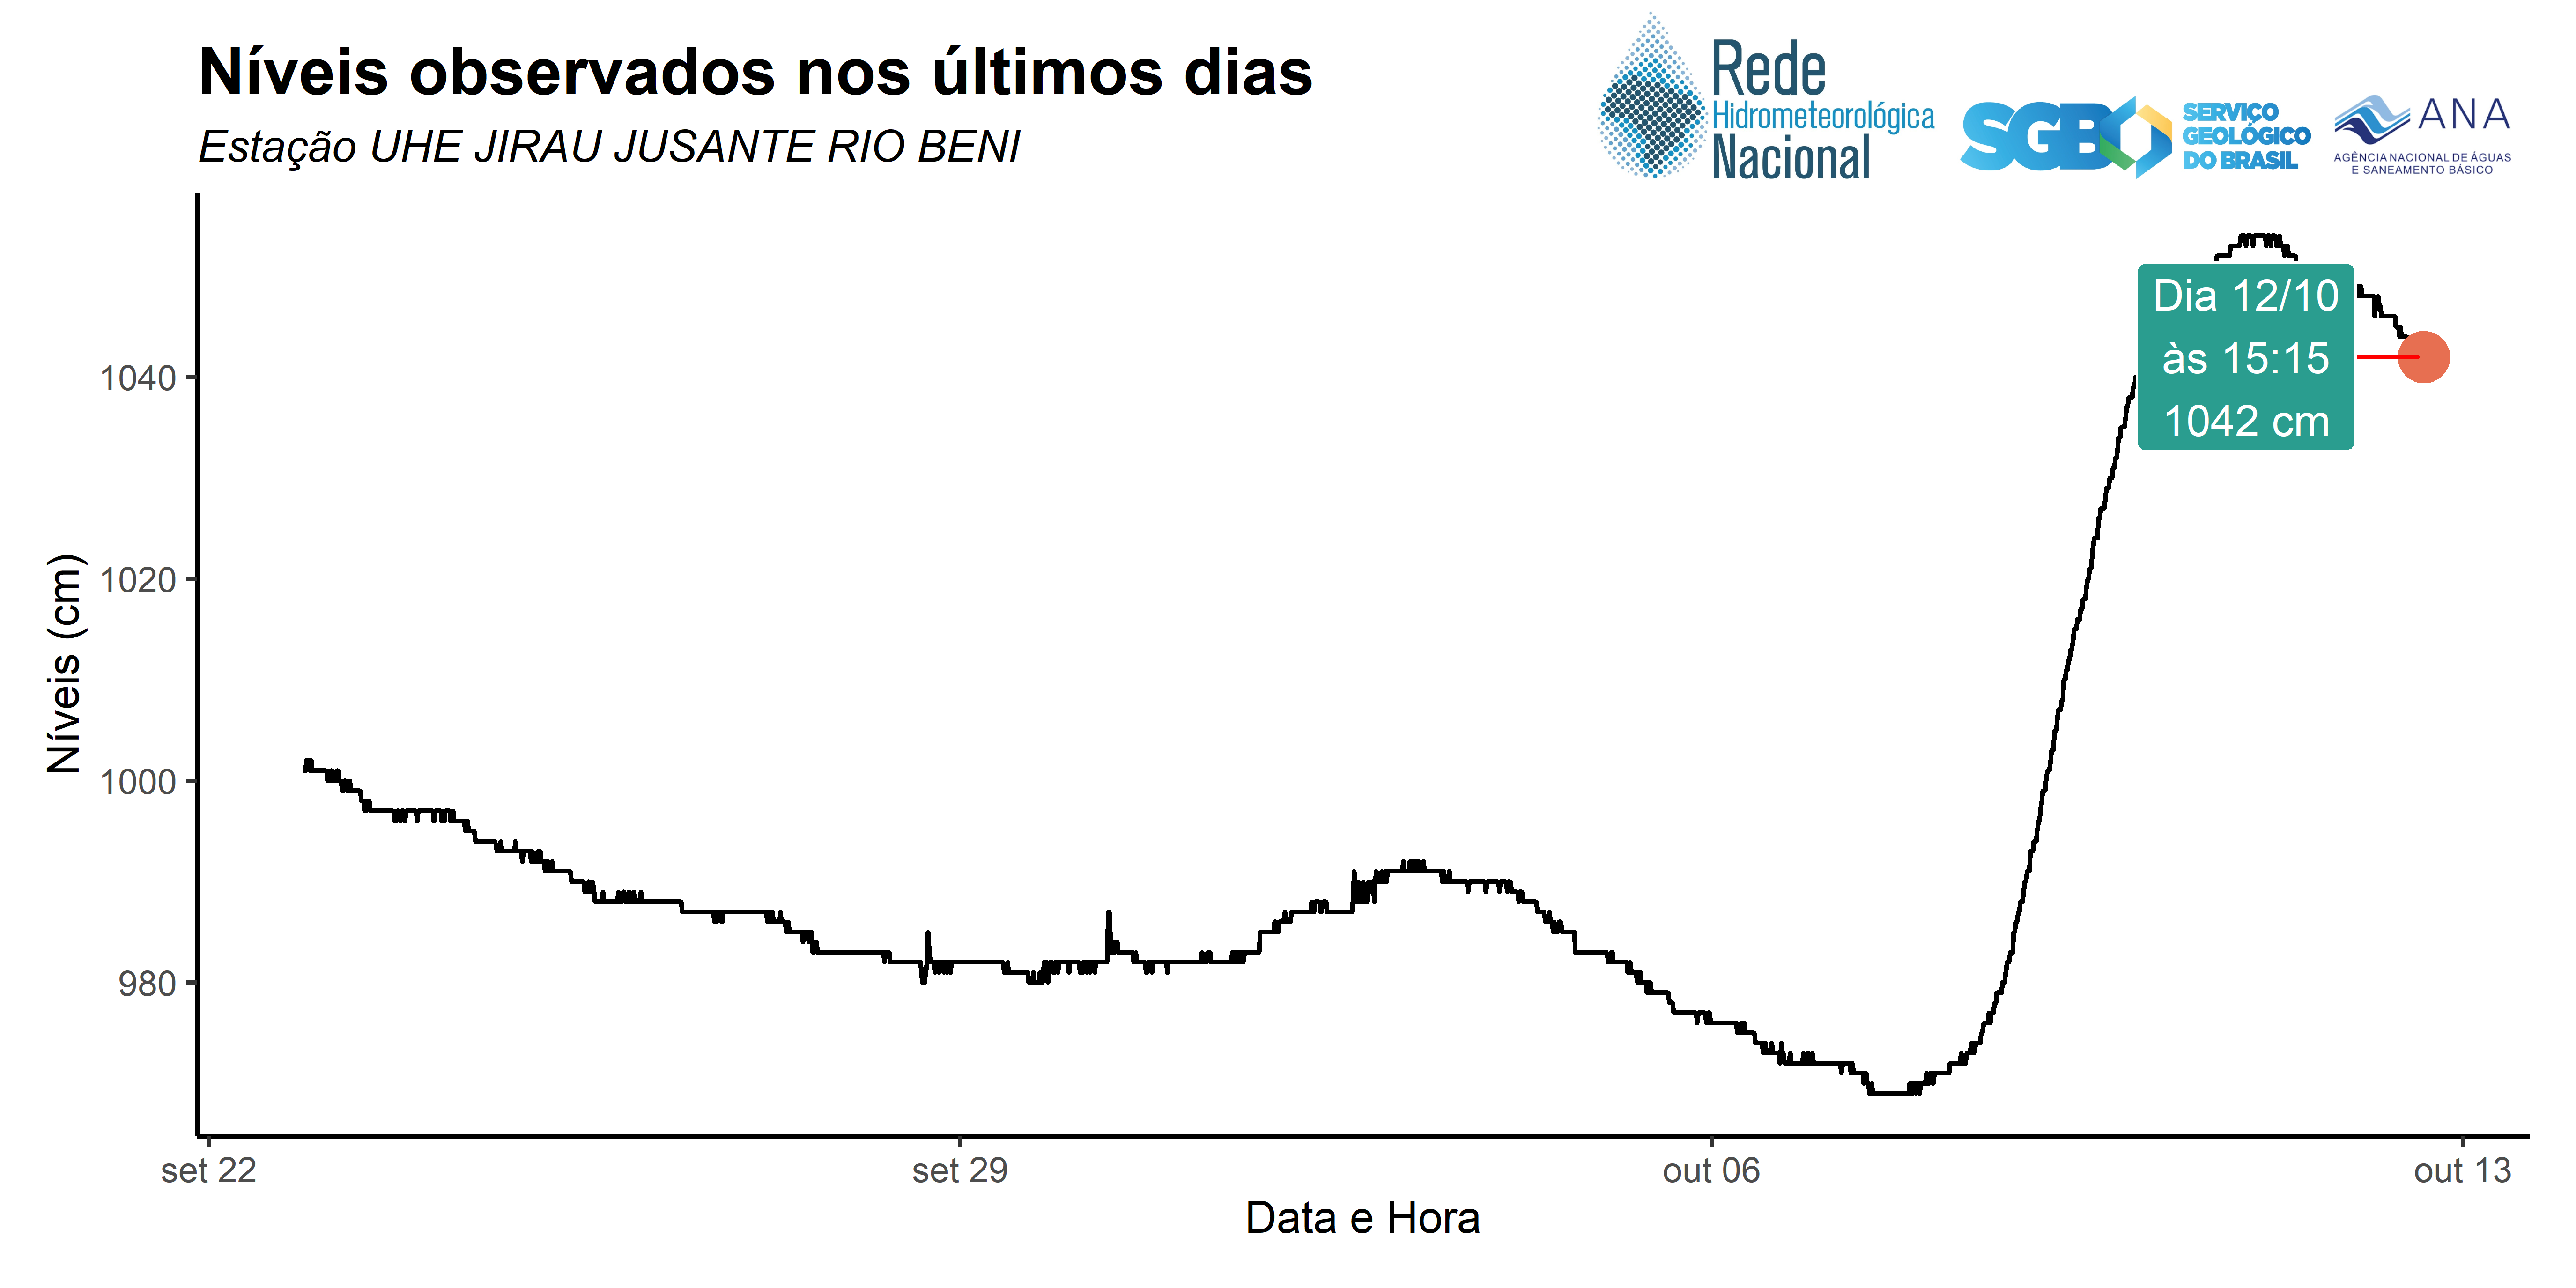 Níveis observados nos últimos dias
Estação UHE JIRAU JUSANTE RIO BENI
Rede
Hidrometeorológica
Nacional
SGB
SERVIÇO
GEOLÓGICO
DO BRASIL
ANA
AGÊNCIA NACIONAL DE ÁGUAS
E SANEAMENTO BÁSICO
Dia 12/10
às 15:15
1042 cm
Níveis (cm)
1040
1020
1000
980
set 22
set 29
out 06
out 13
Data e Hora